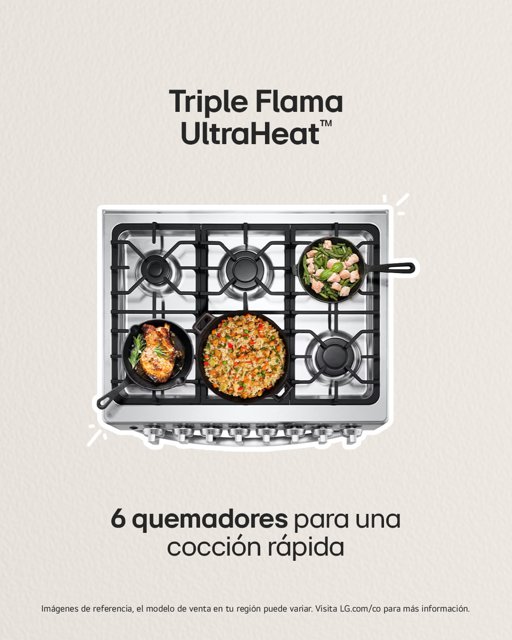 Triple Flama
UltraHeat™
6 quemadores para una
cocción rápida
Imágenes de referencia, el modelo de venta en tu región puede variar. Visita LG.com/co para más información.